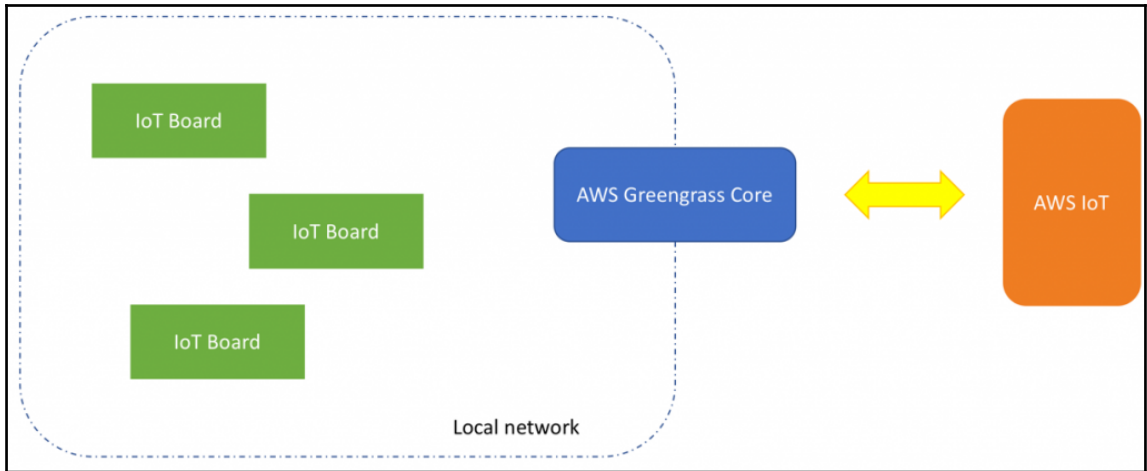 IoT Board
IoT Board
IoT Board
AWS Greengrass Core
AWS IoT
Local network